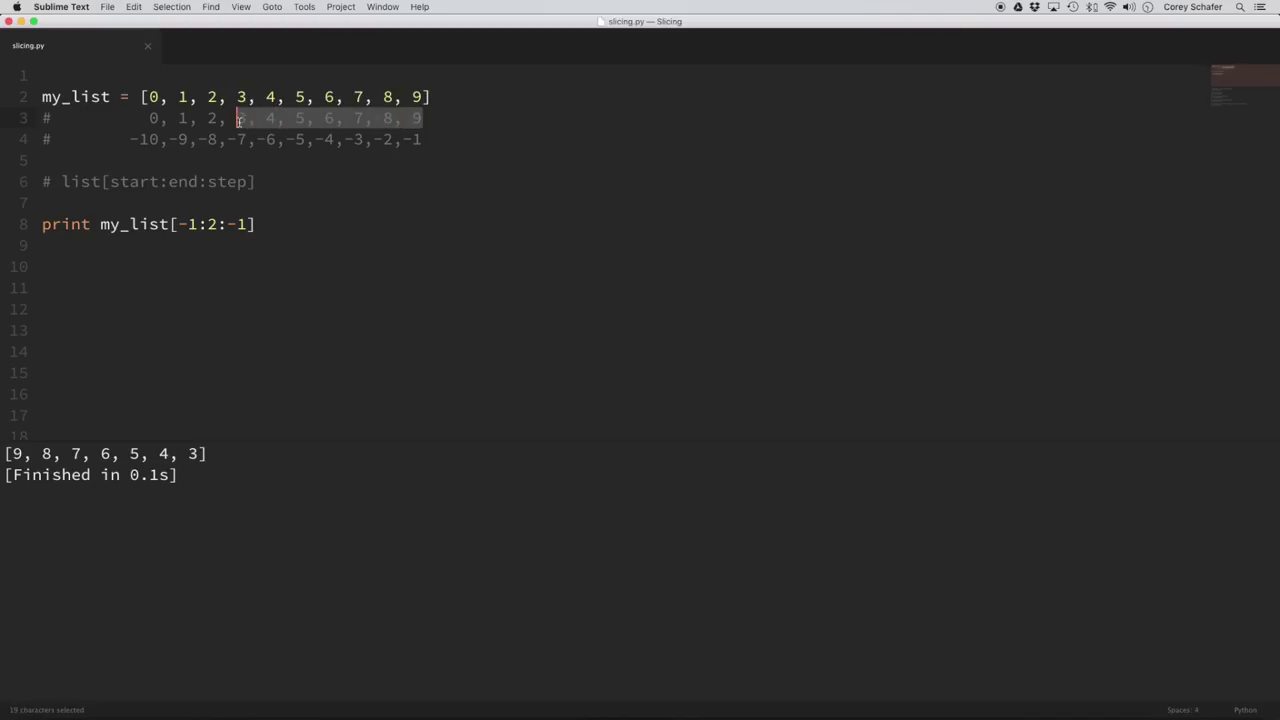 Sublime Text File Edit Selection Find View Goto Tools Project Window Help Corey Schafer
slicing.py — Slicing
slicing.py
1
2 my_list = [0, 1, 2, 3, 4, 5, 6, 7, 8, 9]
3 # 0, 1, 2, 3, 4, 5, 6, 7, 8, 9
4 # -10,-9,-8,-7,-6,-5,-4,-3,-2,-1
5
6 # list[start:end:step]
7
8 print my_list[-1:2:-1]
9
10
11
12
13
14
15
16
17
18
[9, 8, 7, 6, 5, 4, 3]
[Finished in 0.1s]
19 characters selected Spaces: 4 Python